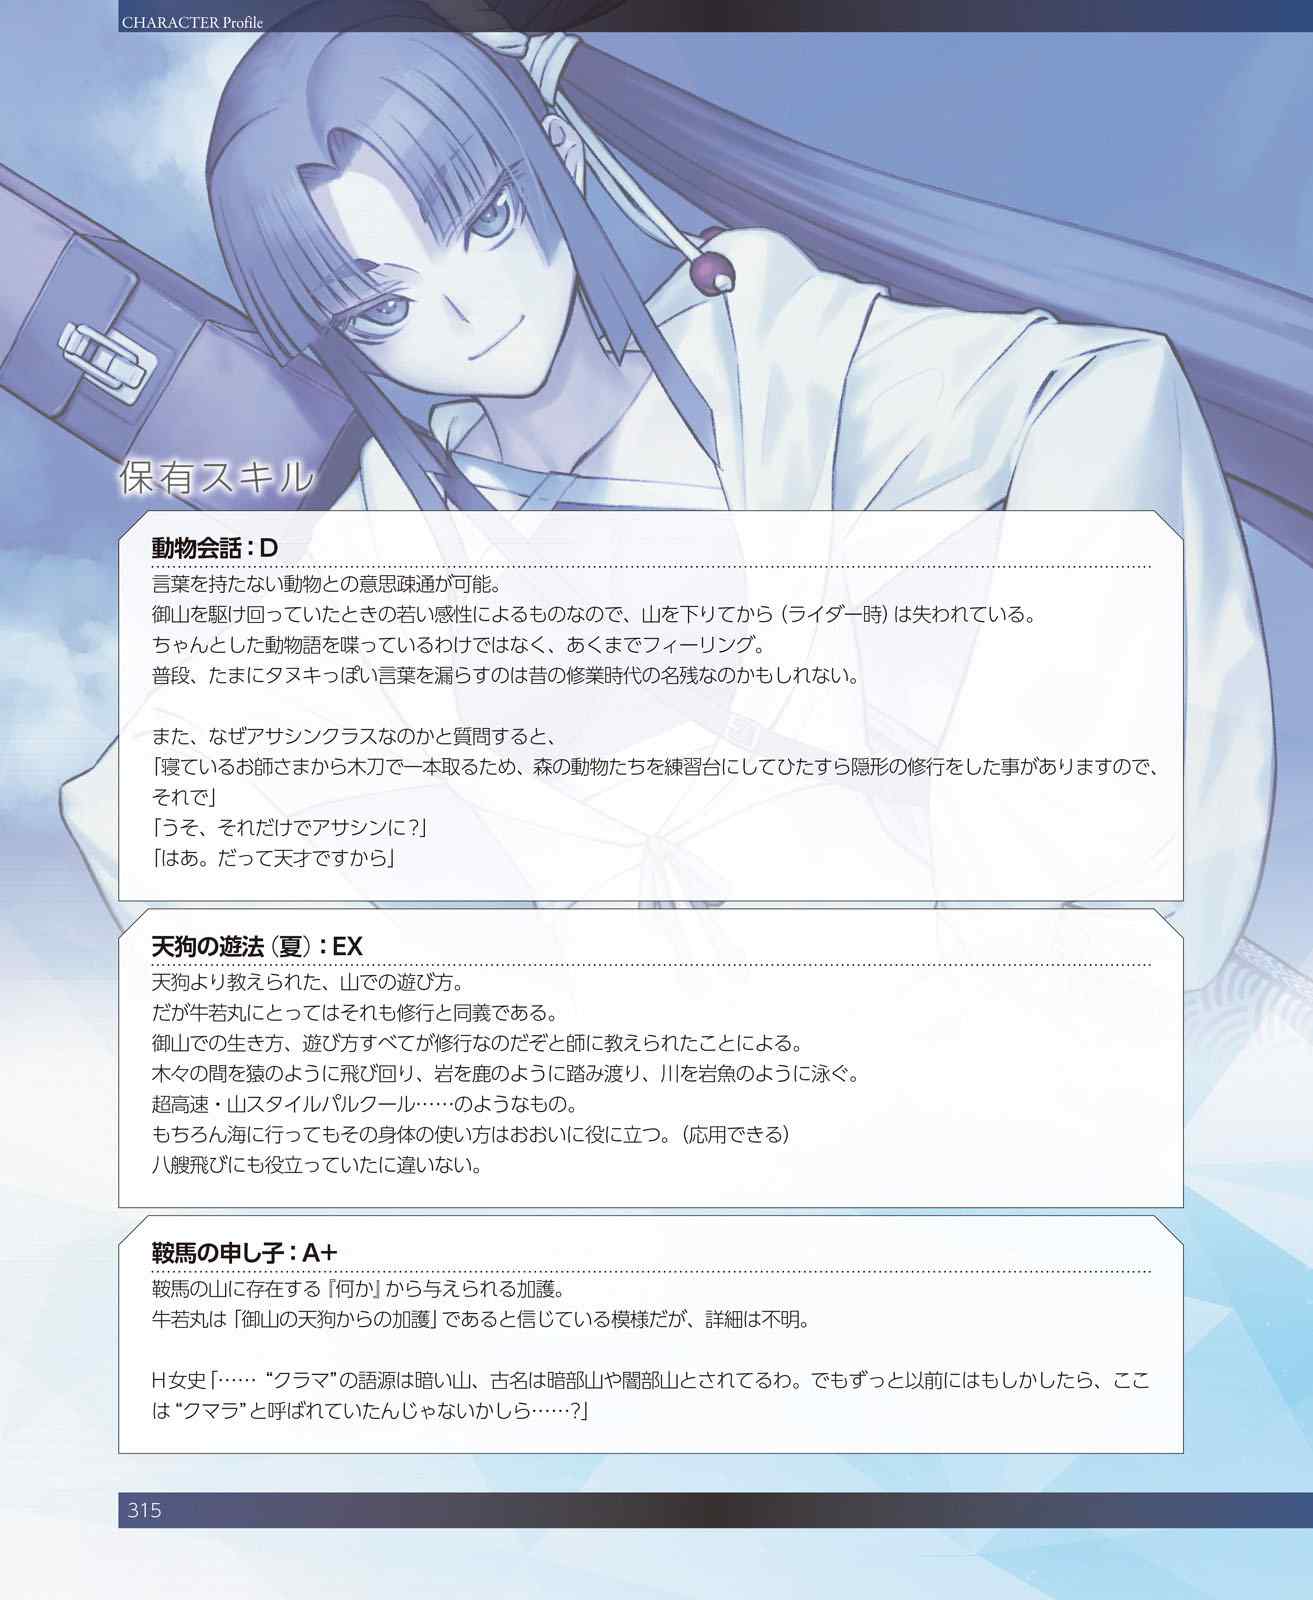 CHARACTER Profile
保有スキル
動物会話：D
言葉を持たない動物との意思疎通が可能。
御山を駆け回っていたときの若い感性によるものなので、山を下りてから（ライダー時）は失われている。
ちゃんとした動物語を喋っているわけではなく、あくまでフィーリング。
普段、たまにタヌキっぽい言葉を漏らすのは昔の修業時代の名残なのかもしれない。
また、なぜアサシンクラスなのかと質問すると、
「寝ているお師さまから木刀で一本取るため、森の動物たちを練習台にしてひたすら隠形の修行をした事がありますので、
それで」
「うそ、それだけでアサシンに？」
「はあ。だって天才ですから」
天狗の遊法（夏）：EX
天狗より教えられた、山での遊び方。
だが牛若丸にとってはそれも修行と同義である。
御山での生き方、遊び方すべてが修行なのだぞと師に教えられたことによる。
木々の間を猿のように飛び回り、岩を鹿のように踏み渡り、川を岩魚のように泳ぐ。
超高速・山スタイルパルクール……のようなもの。
もちろん海に行ってもその身体の使い方はおおいに役に立つ。（応用できる）
八艘飛びにも役立っていたに違いない。
鞍馬の申し子：A+
鞍馬の山に存在する『何か』から与えられる加護。
牛若丸は「御山の天狗からの加護」であると信じている模様だが、詳細は不明。
H女史「…… “クラマ”の語源は暗い山、古名は暗部山や闇部山とされてるわ。でもずっと以前にはもしかしたら、ここ
は“クマラ”と呼ばれていたんじゃないかしら……？」
315